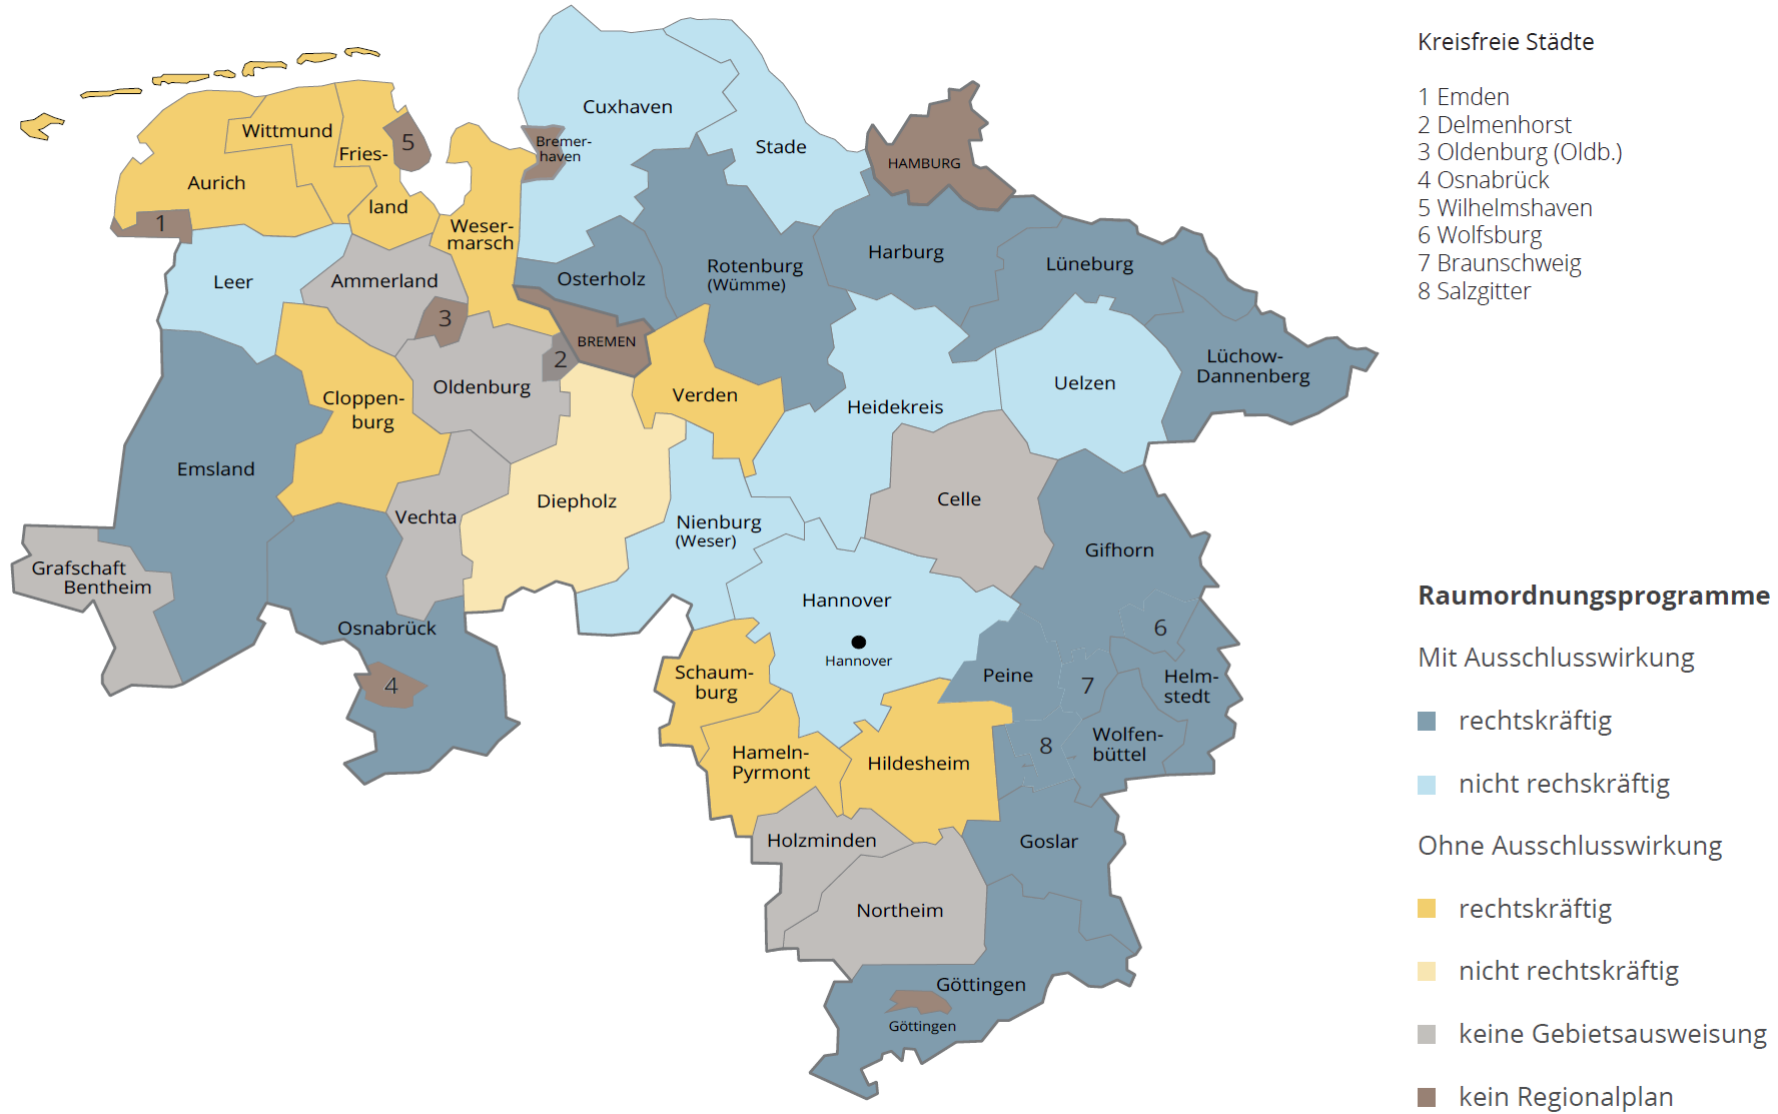 Kreisfreie Städte
1 Emden
2 Delmenhorst
3 Oldenburg (Oldb.)
4 Osnabrück
5 Wilhelmshaven
6 Wolfsburg
7 Braunschweig
8 Salzgitter
Cuxhaven
Wittmund
5
Bremer-
haven
Stade
Fries-
HAMBURG
Aurich
land
1
Weser-
marsch
Harburg
Lüneburg
Rotenburg
(Wümme)
Osterholz
Leer
Ammerland
3
BREMEN
2
Lüchow-
Dannenberg
Uelzen
Oldenburg
Verden
Cloppen-
burg
Heidekreis
Emsland
Diepholz
Celle
Vechta
Nienburg
(Weser)
Gifhorn
Grafschaft
Bentheim
Hannover
Osnabrück
6
Hannover
Schaum-
burg
Peine
7
Helm-
stedt
4
Wolfen-
büttel
8
Hameln-
Pyrmont
Hildesheim
Holzminden
Goslar
Northeim
Göttingen
Göttingen
Raumordnungsprogramme
Mit Ausschlusswirkung
rechtskräftig
nicht rechskräftig
Ohne Ausschlusswirkung
rechtskräftig
nicht rechtskräftig
keine Gebietsausweisung
kein Regionalplan